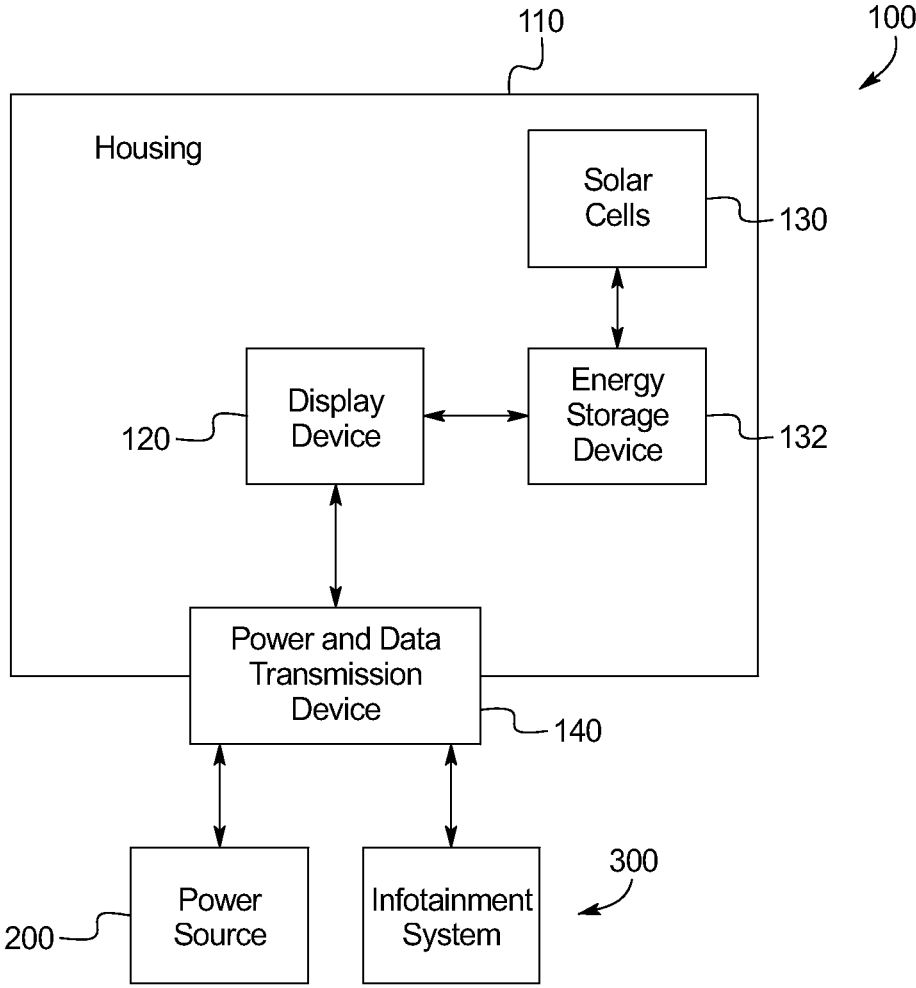 110
100
Housing
Solar
Cells
130
Energy
Storage
Device
132
Display
Device
120
Power and Data
Transmission
Device
140
Power
Source
200
Infotainment
System
300